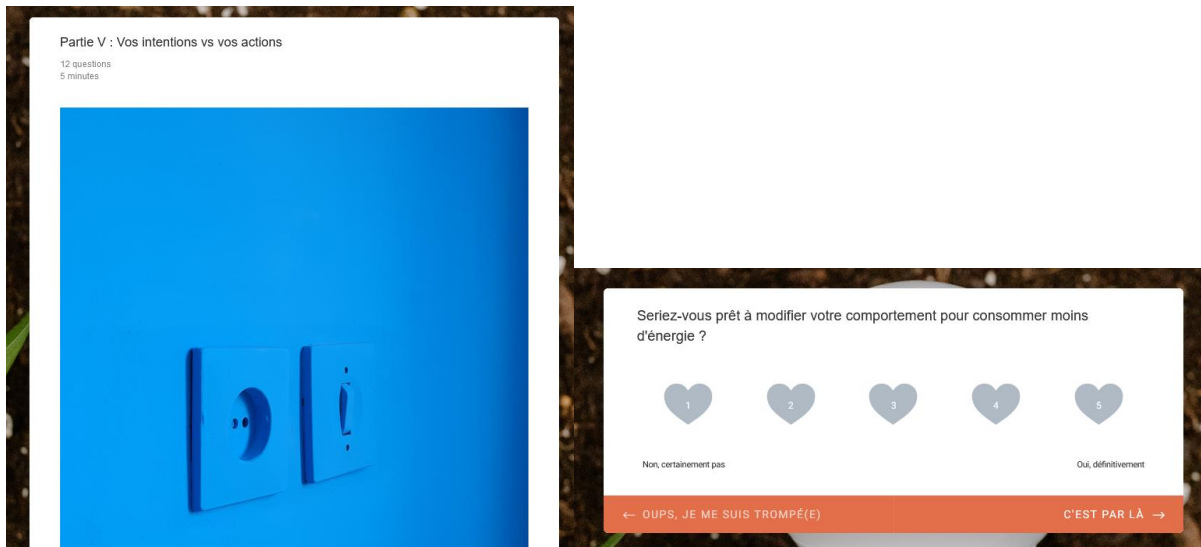 Partie V : Vos intentions vs vos actions
12 questions
5 minutes
Seriez-vous prêt à modifier votre comportement pour consommer moins
d'énergie ?
1 2 3 4 5
Non, certainement pas Oui, définitivement
← OUPS, JE ME SUIS TROMPÉ(E) C'EST PAR LÀ →